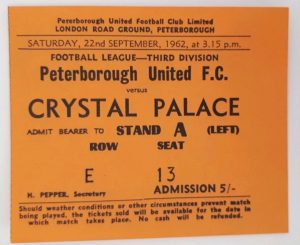 Peterborough United Football Club Limited
LONDON ROAD GROUND, PETERBOROUGH
SATURDAY, 22nd SEPTEMBER, 1962, at 3.15 p.m.
FOOTBALL LEAGUE—THIRD DIVISION
Peterborough United F.C.
versus
CRYSTAL PALACE
ADMIT BEARER TO STAND A (LEFT)
ROW SEAT
E 13
H. PEPPER, Secretary ADMISSION 5/-
Should weather conditions or other circumstances prevent match
being played, the tickets sold will be available for the date in
which match takes place. No cash will be refunded.